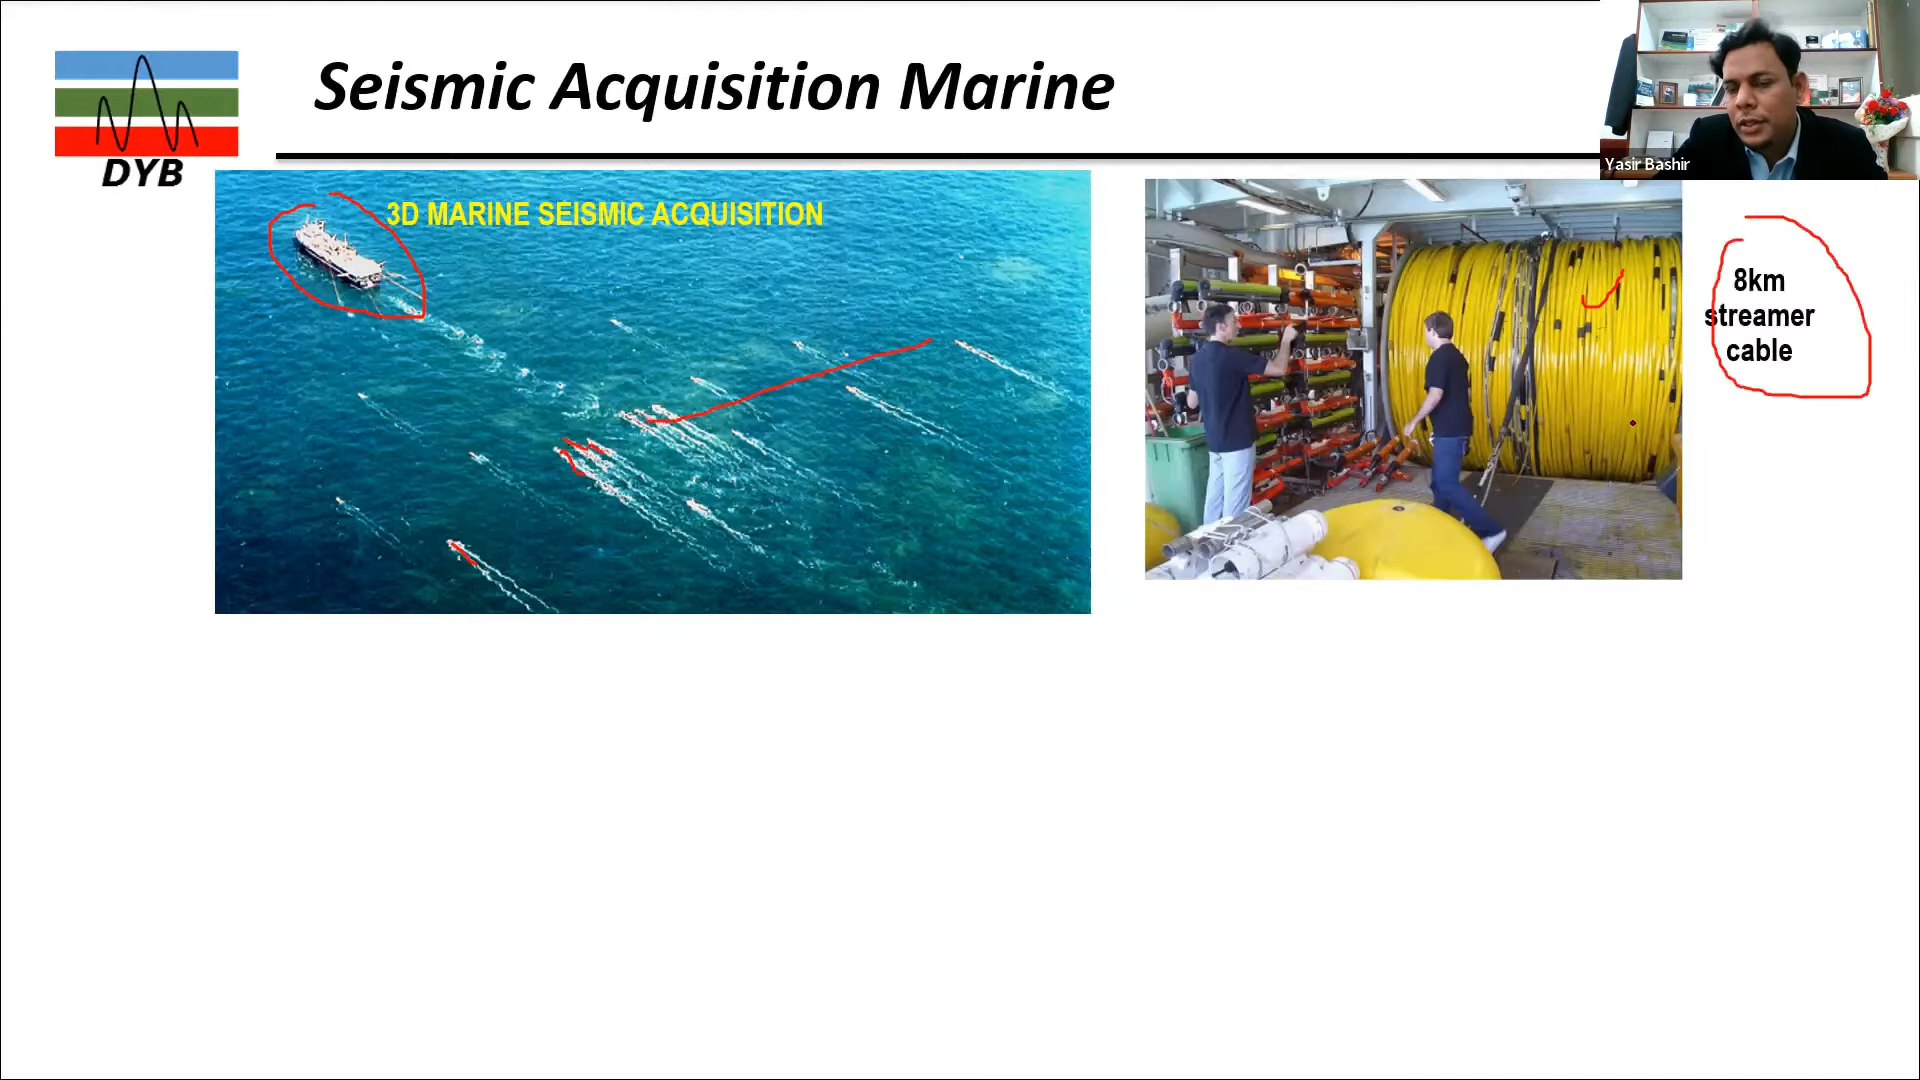 Seismic Acquisition Marine
DYB
Yasir Bashir
3D MARINE SEISMIC ACQUISITION
8km
streamer
cable